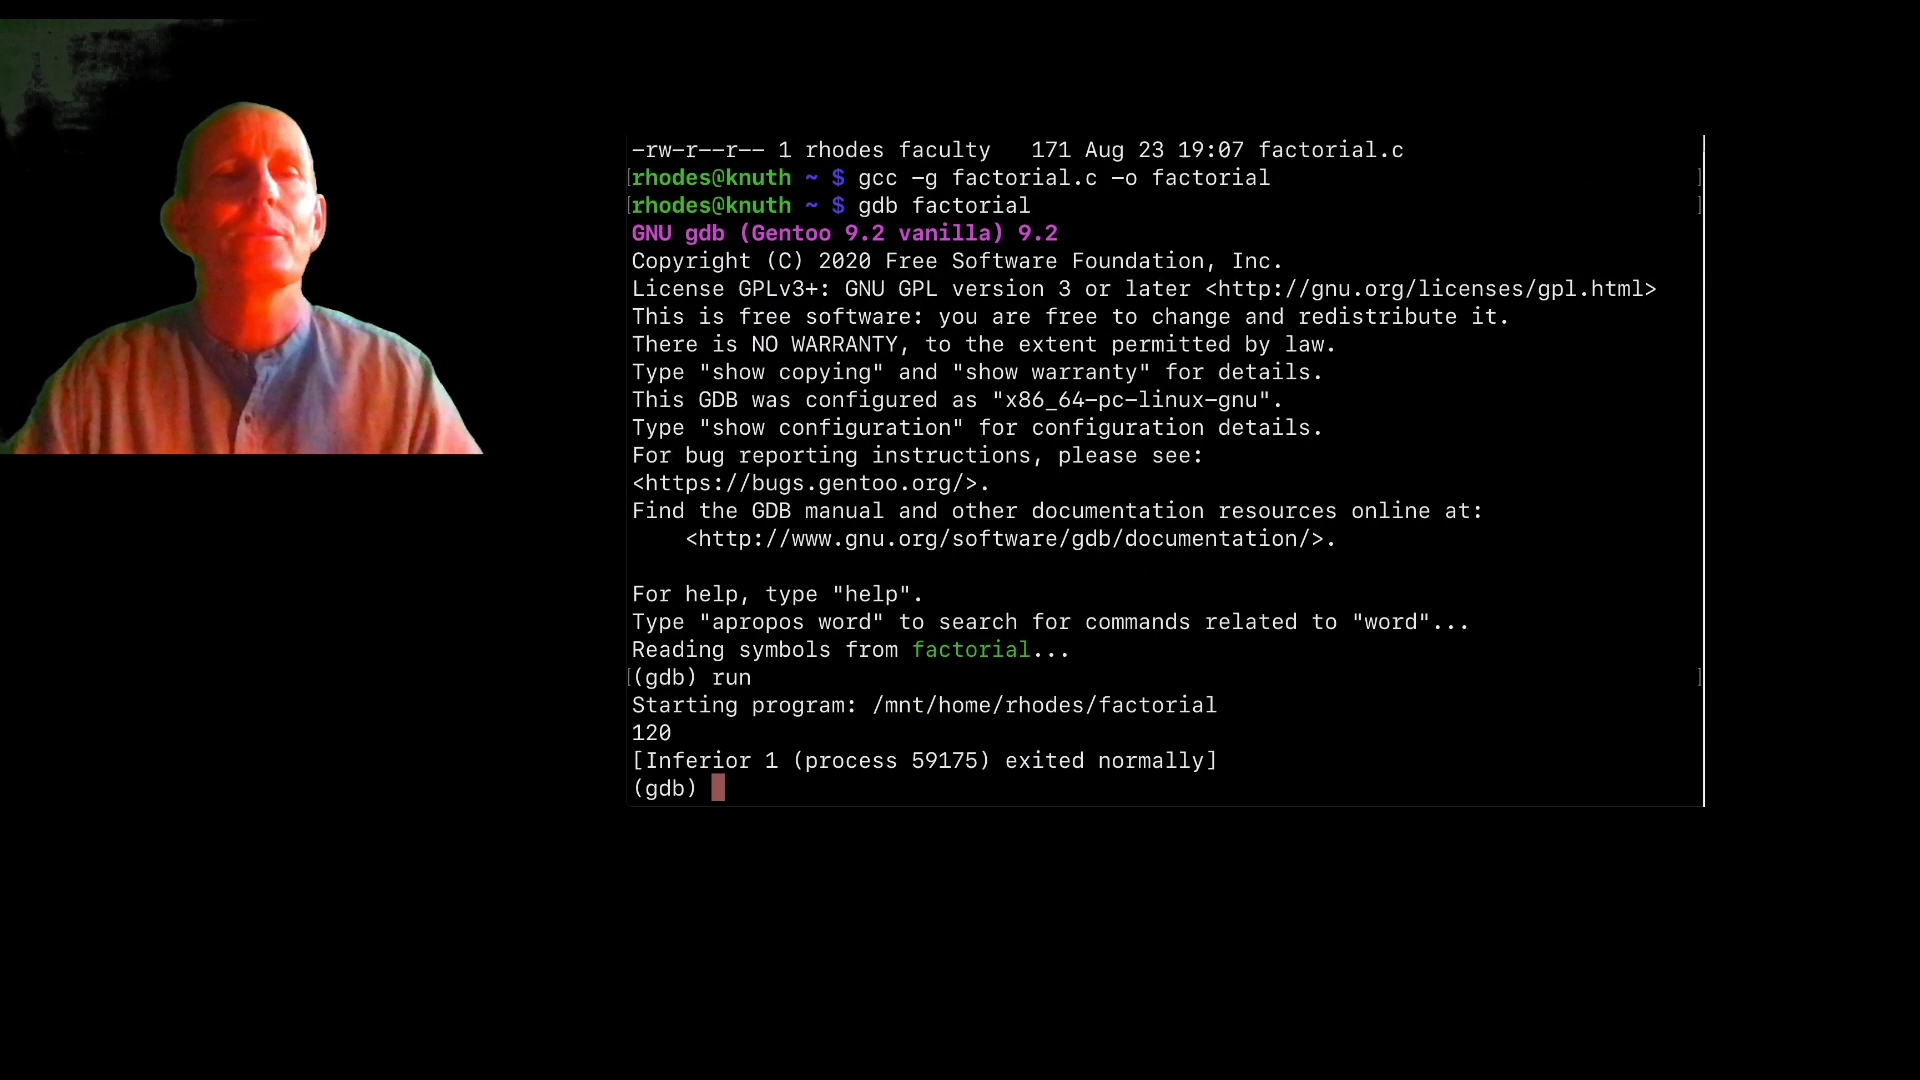 -rw-r--r-- 1 rhodes faculty   171 Aug 23 19:07 factorial.c
[rhodes@knuth ~ $ gcc -g factorial.c -o factorial ]
[rhodes@knuth ~ $ gdb factorial ]
GNU gdb (Gentoo 9.2 vanilla) 9.2
Copyright (C) 2020 Free Software Foundation, Inc.
License GPLv3+: GNU GPL version 3 or later <http://gnu.org/licenses/gpl.html>
This is free software: you are free to change and redistribute it.
There is NO WARRANTY, to the extent permitted by law.
Type "show copying" and "show warranty" for details.
This GDB was configured as "x86_64-pc-linux-gnu".
Type "show configuration" for configuration details.
For bug reporting instructions, please see:
<https://bugs.gentoo.org/>.
Find the GDB manual and other documentation resources online at:
    <http://www.gnu.org/software/gdb/documentation/>.
For help, type "help".
Type "apropos word" to search for commands related to "word"...
Reading symbols from factorial...
[(gdb) run ]
Starting program: /mnt/home/rhodes/factorial
120
[Inferior 1 (process 59175) exited normally]
(gdb)